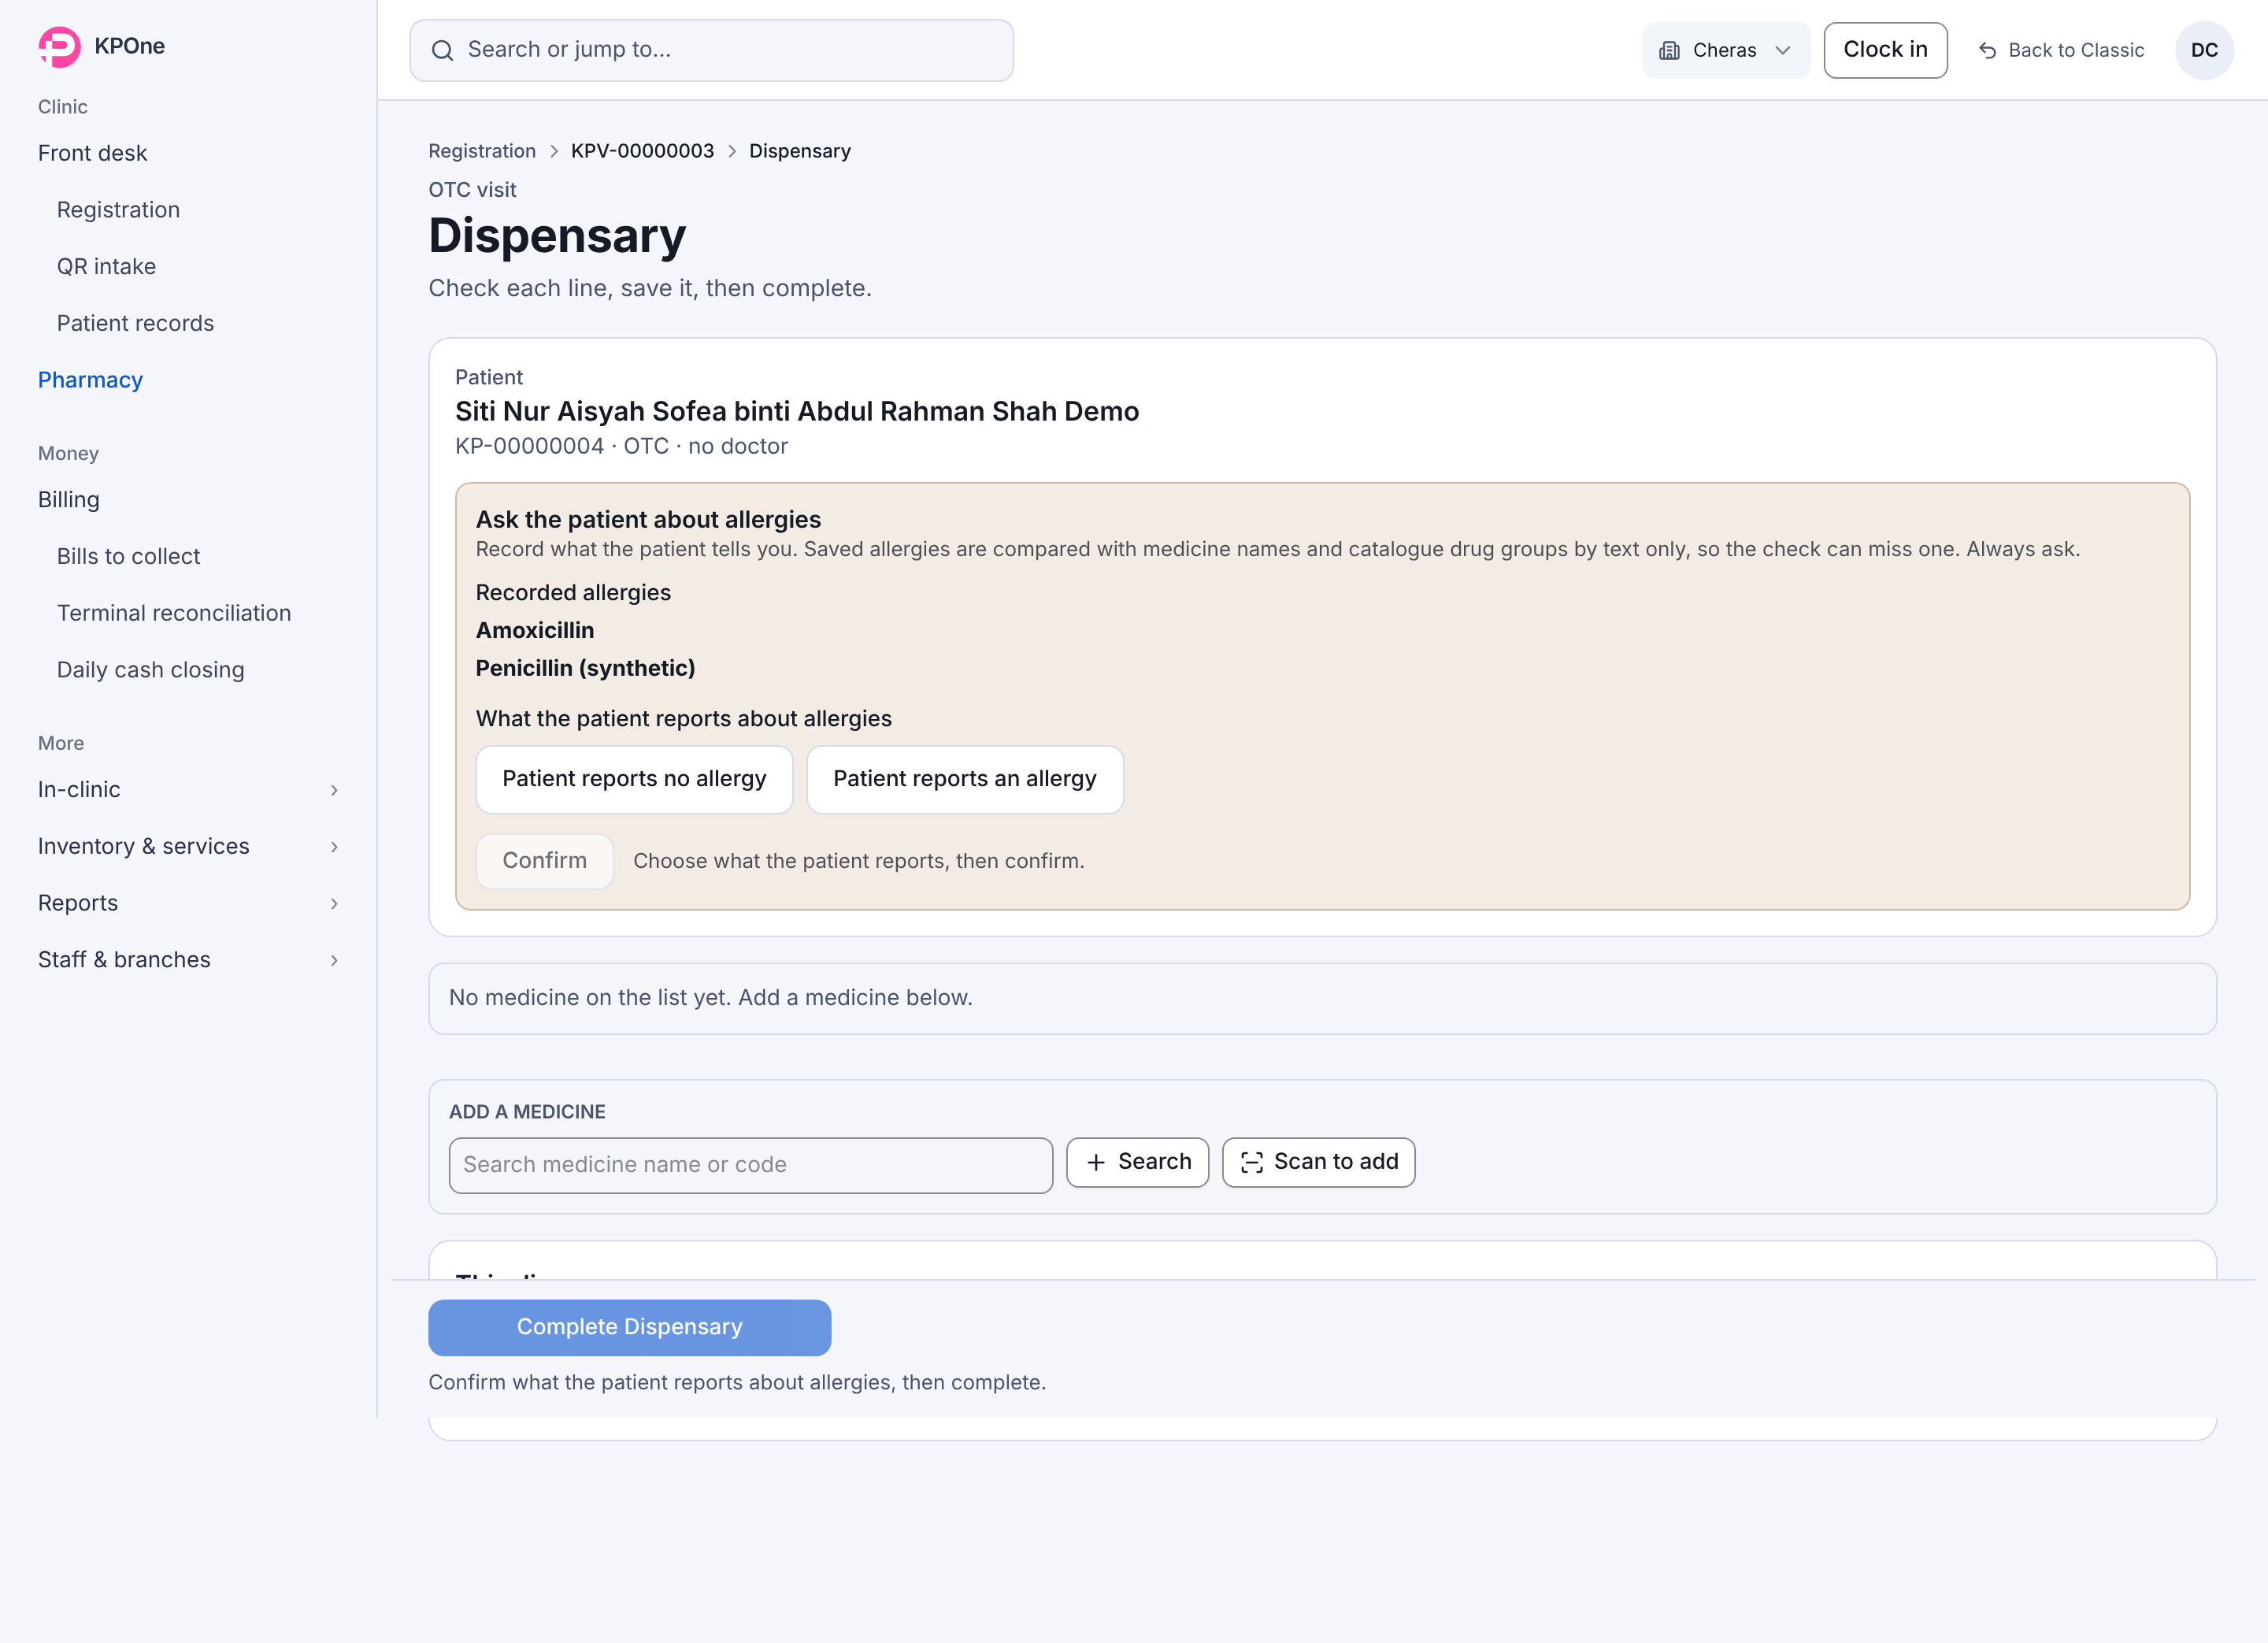 KPOne
Clinic
Front desk
Registration
QR intake
Patient records
Pharmacy
Money
Billing
Bills to collect
Terminal reconciliation
Daily cash closing
More
In-clinic
Inventory & services
Reports
Staff & branches
Search or jump to...
Cheras
Clock in
Back to Classic
DC
Registration > KPV-00000003 > Dispensary
OTC visit
Dispensary
Check each line, save it, then complete.
Patient
Siti Nur Aisyah Sofea binti Abdul Rahman Shah Demo
KP-00000004 · OTC · no doctor
Ask the patient about allergies
Record what the patient tells you. Saved allergies are compared with medicine names and catalogue drug groups by text only, so the check can miss one. Always ask.
Recorded allergies
Amoxicillin
Penicillin (synthetic)
What the patient reports about allergies
Patient reports no allergy
Patient reports an allergy
Confirm
Choose what the patient reports, then confirm.
No medicine on the list yet. Add a medicine below.
ADD A MEDICINE
Search medicine name or code
Search
Scan to add
Complete Dispensary
Confirm what the patient reports about allergies, then complete.